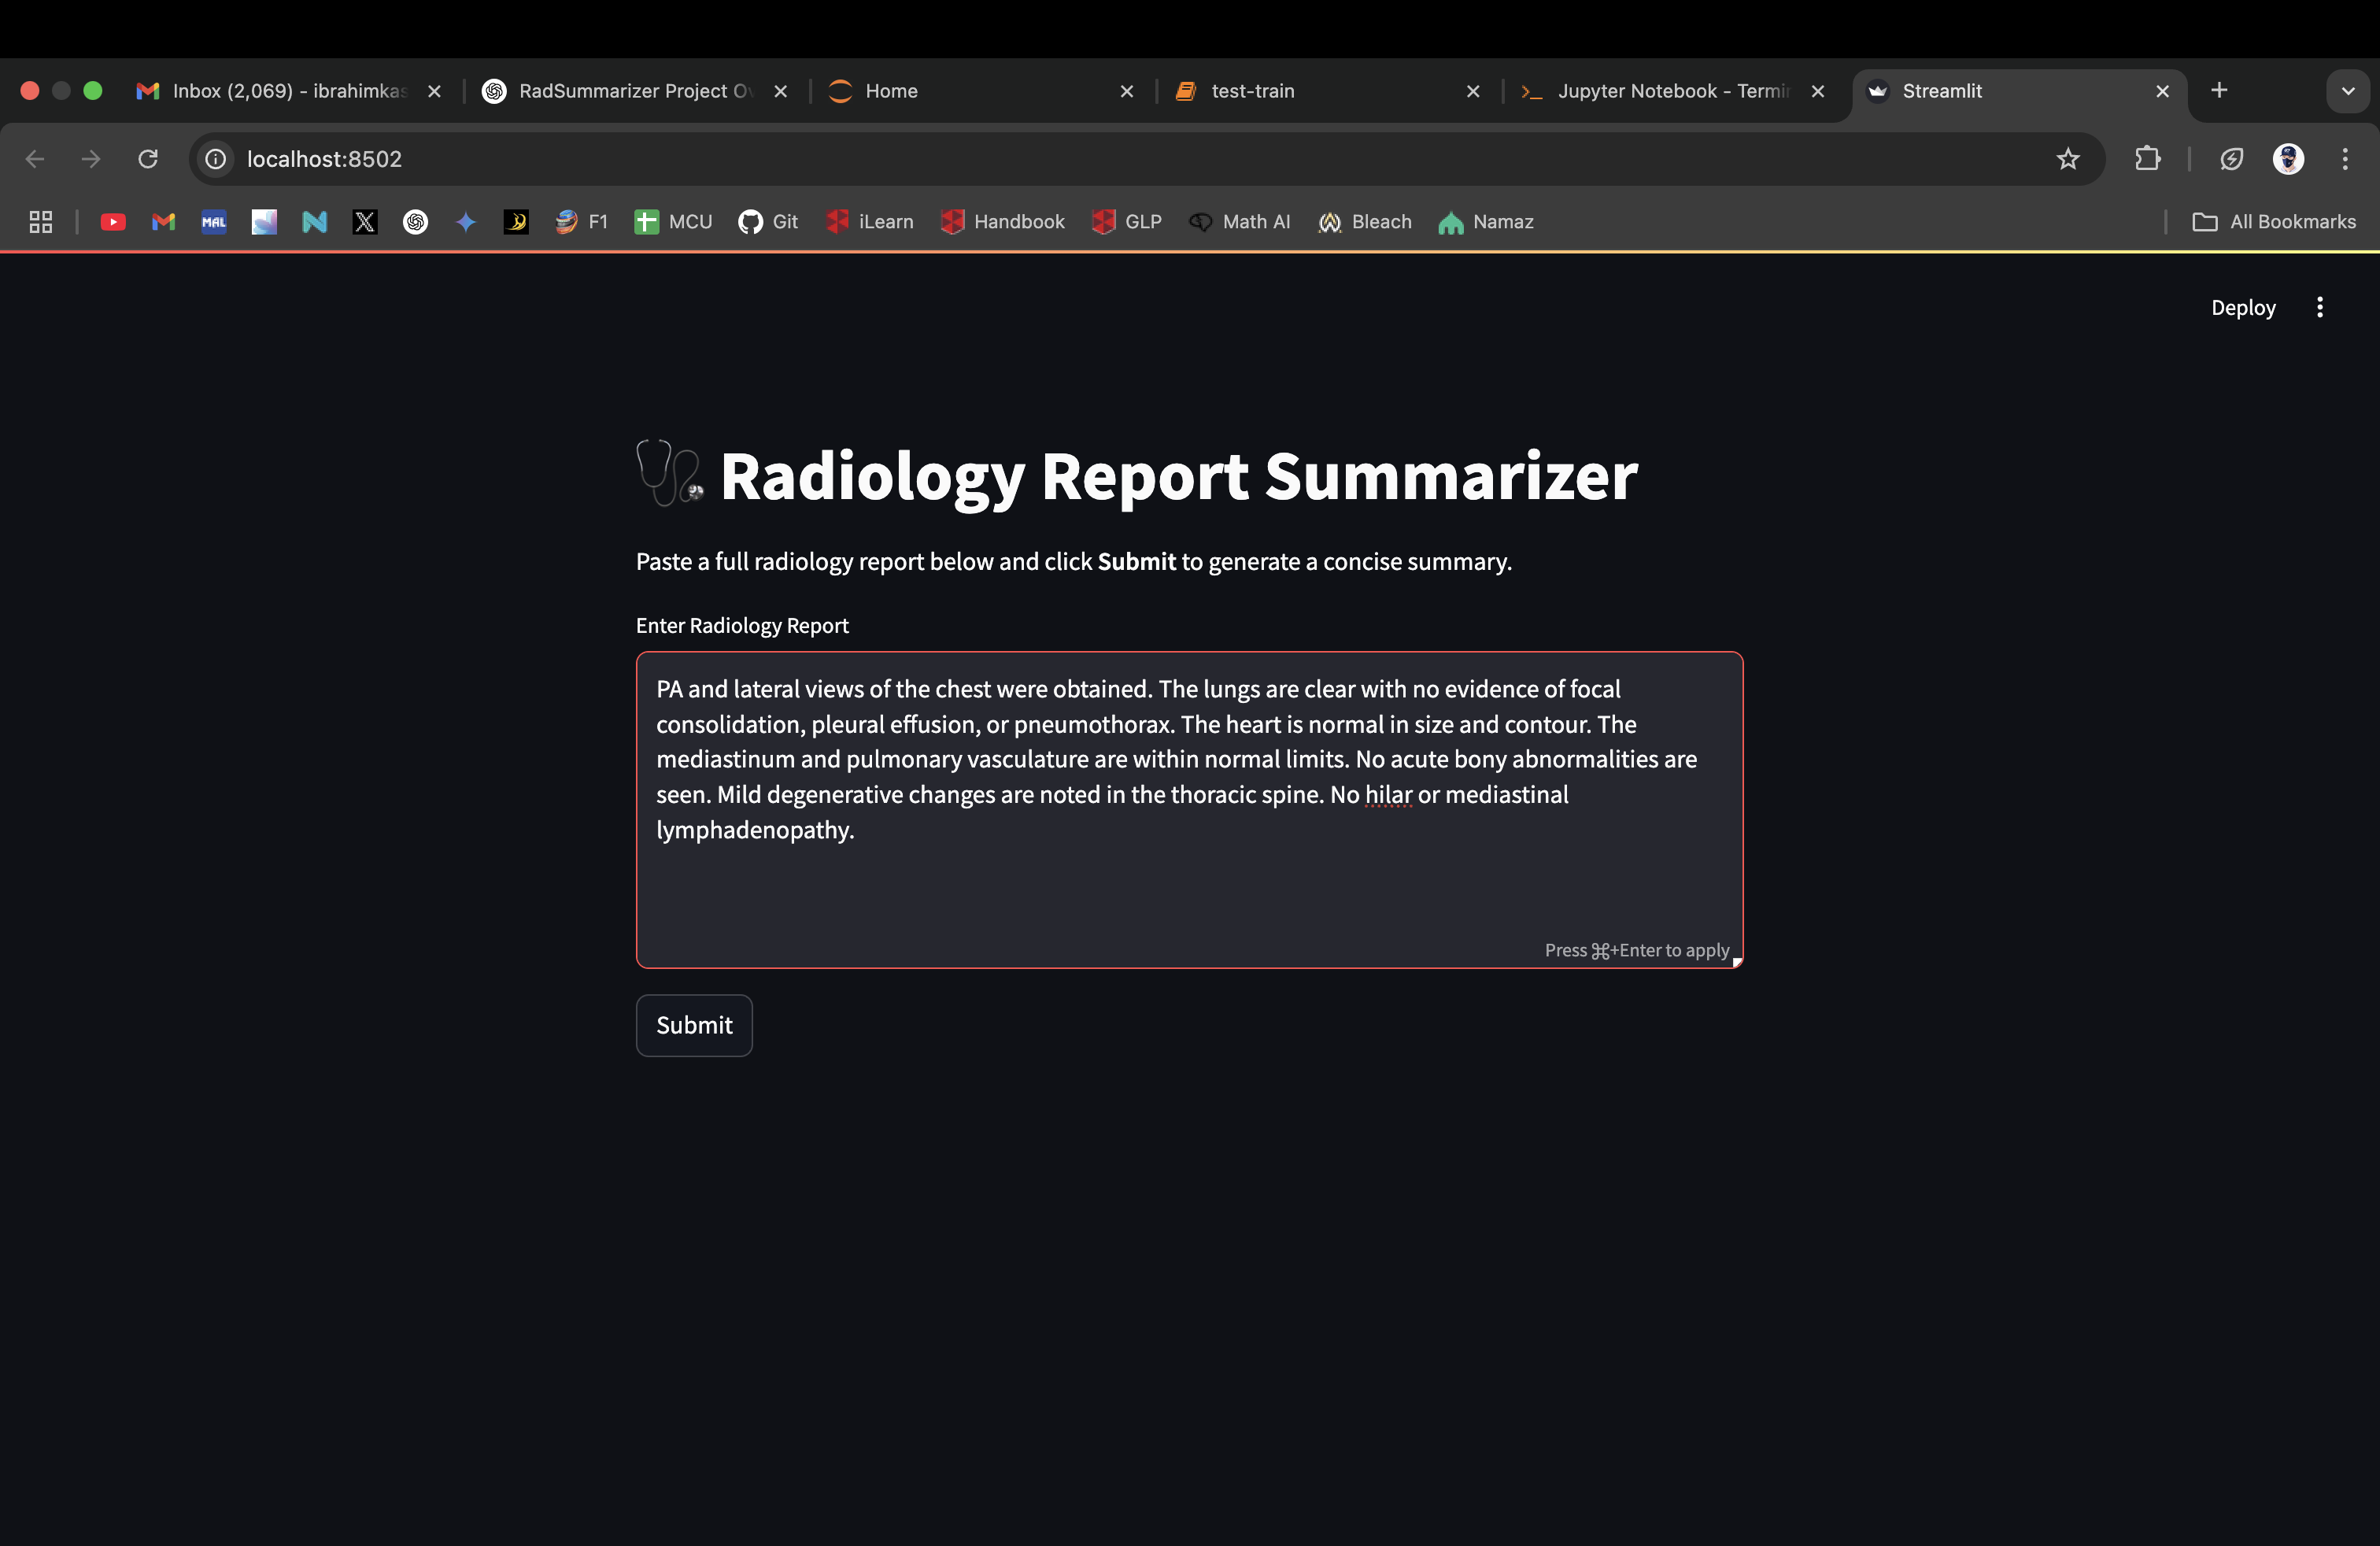 Inbox (2,069) - ibrahimkas
RadSummarizer Project Ov
Home
test-train
Jupyter Notebook - Termin
Streamlit
localhost:8502
MAL
F1
MCU
Git
iLearn
Handbook
GLP
Math AI
Bleach
Namaz
All Bookmarks
Deploy
Radiology Report Summarizer
Paste a full radiology report below and click Submit to generate a concise summary.
Enter Radiology Report
PA and lateral views of the chest were obtained. The lungs are clear with no evidence of focal
consolidation, pleural effusion, or pneumothorax. The heart is normal in size and contour. The
mediastinum and pulmonary vasculature are within normal limits. No acute bony abnormalities are
seen. Mild degenerative changes are noted in the thoracic spine. No hilar or mediastinal
lymphadenopathy.
Press ⌘+Enter to apply
Submit